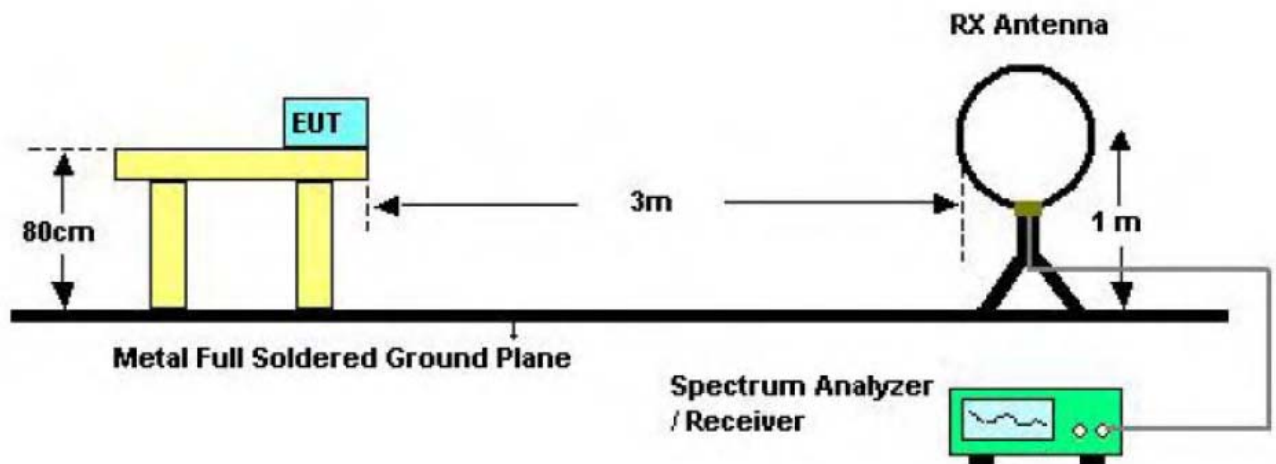 RX Antenna
EUT
80cm
3m
1 m
Metal Full Soldered Ground Plane
Spectrum Analyzer
/ Receiver